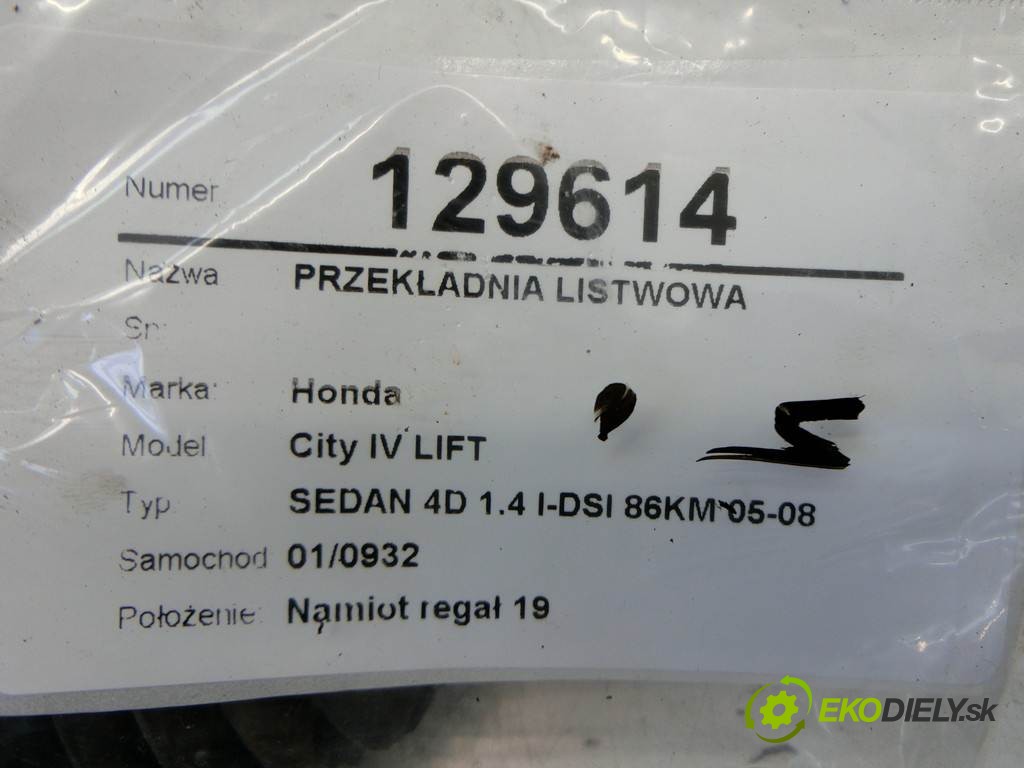 Numer 129614
Nazwa PRZEKŁADNIA LISTWOWA
Marka: Honda
Model City IV LIFT
Typ SEDAN 4D 1.4 I-DSI 86KM 05-08
Samochod 01/0932
Położenie: Namiot regał 19
EKODIELY.sk